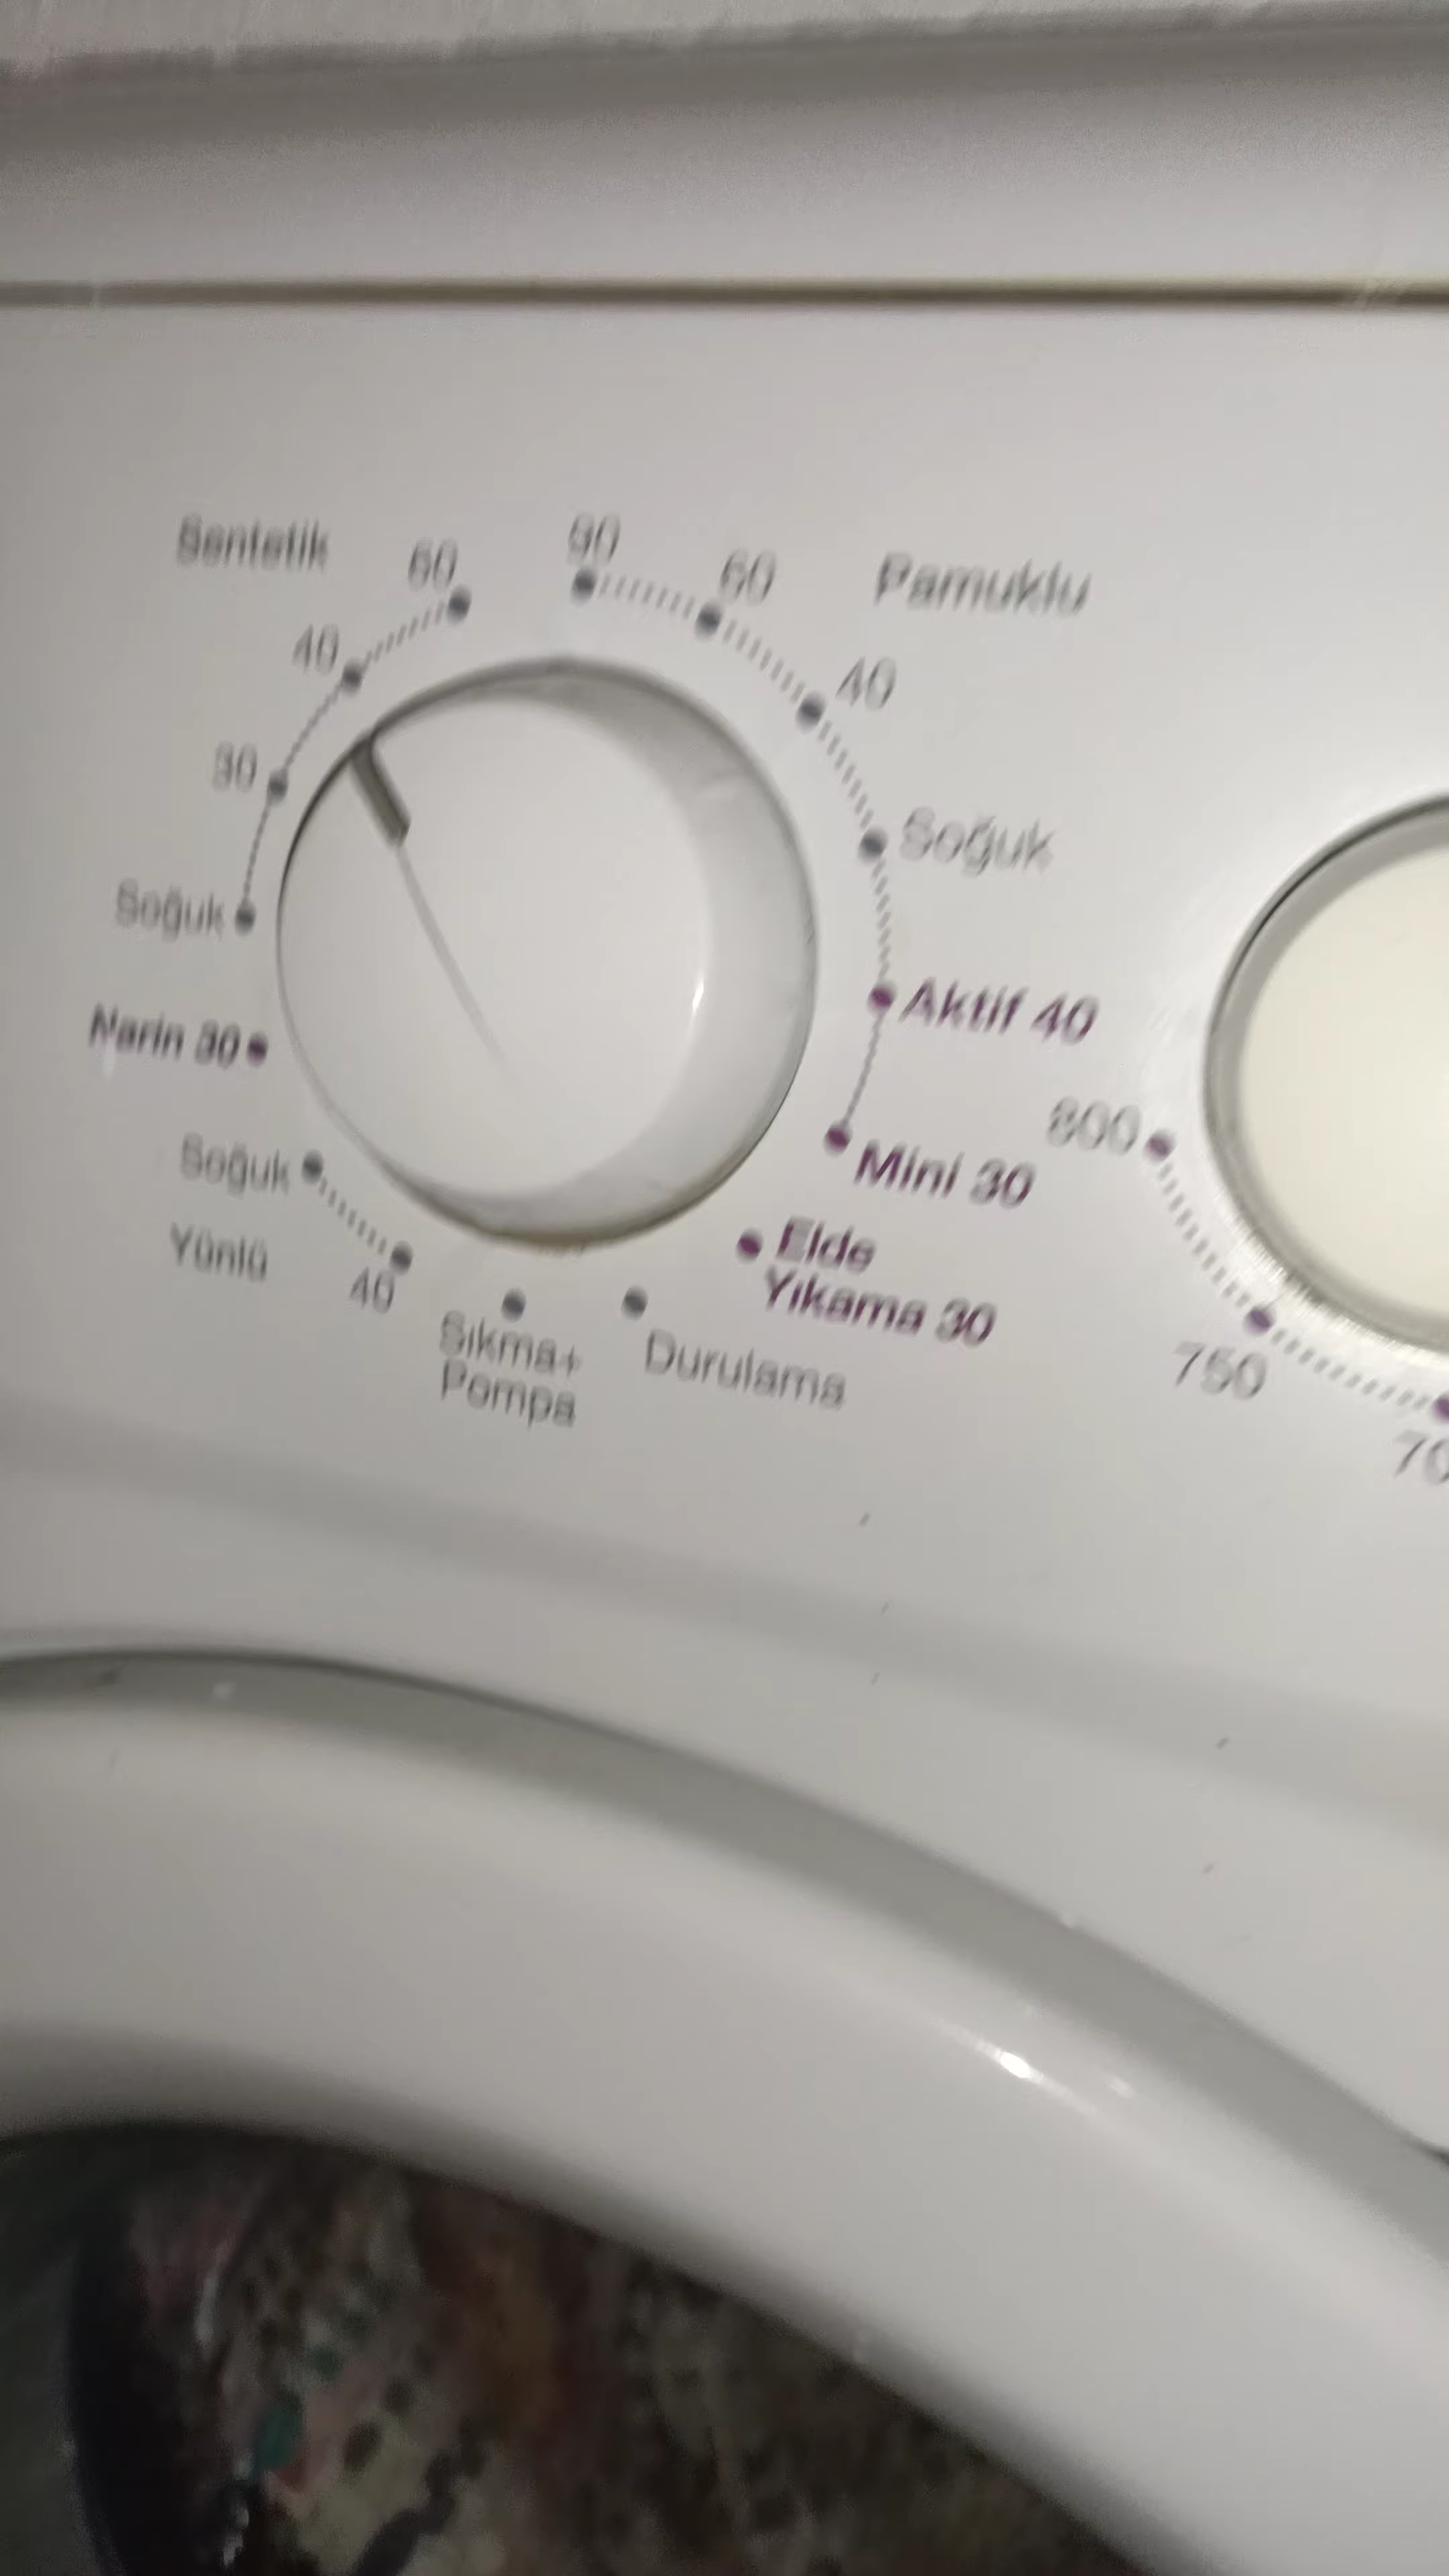 Sentetik
60
40
30
Soğuk
Narin 30
Soğuk
Yünlü
40
Sıkma+
Pompa
Durulama
Elde
Yıkama 30
Mini 30
Aktif 40
Soğuk
40
60
90
Pamuklu
800
750